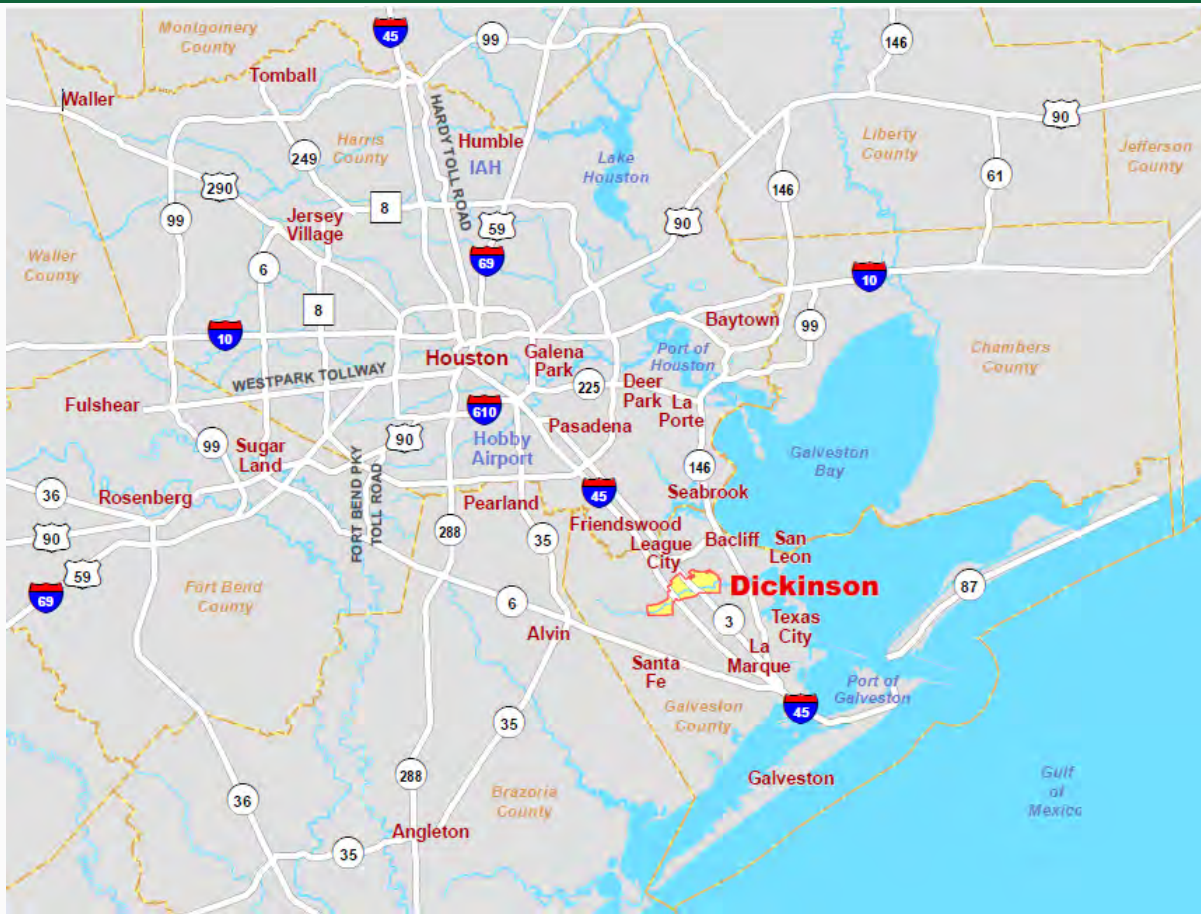 Montgomery
County
45
99
146
Tomball
Waller
HARDY TOLL ROAD
Harris
County
Humble
IAH
90
Liberty
County
Jefferson
County
249
Lake
Houston
61
290
146
99
8
Jersey
Village
59
90
Waller
County
6
69
10
8
Baytown
99
10
Port of
Houston
Chambers
County
Houston
Galena
Park
WESTPARK TOLLWAY
225
Deer
Park
La
Porte
Fulshear
610
Pasadena
90
Hobby
Airport
99
Sugar
Land
Galveston
Bay
146
36
Rosenberg
FORT BEND PKY
TOLL ROAD
45
Seabrook
Pearland
90
288
35
Friendswood
League
City
Bacliff
San
Leon
59
69
Fort Bend
County
Dickinson
87
6
3
Texas
City
Alvin
La
Marque
Santa
Fe
Port of
Galveston
Galveston
County
45
35
288
Galveston
Gulf
of
Mexico
36
Brazoria
County
Angleton
35